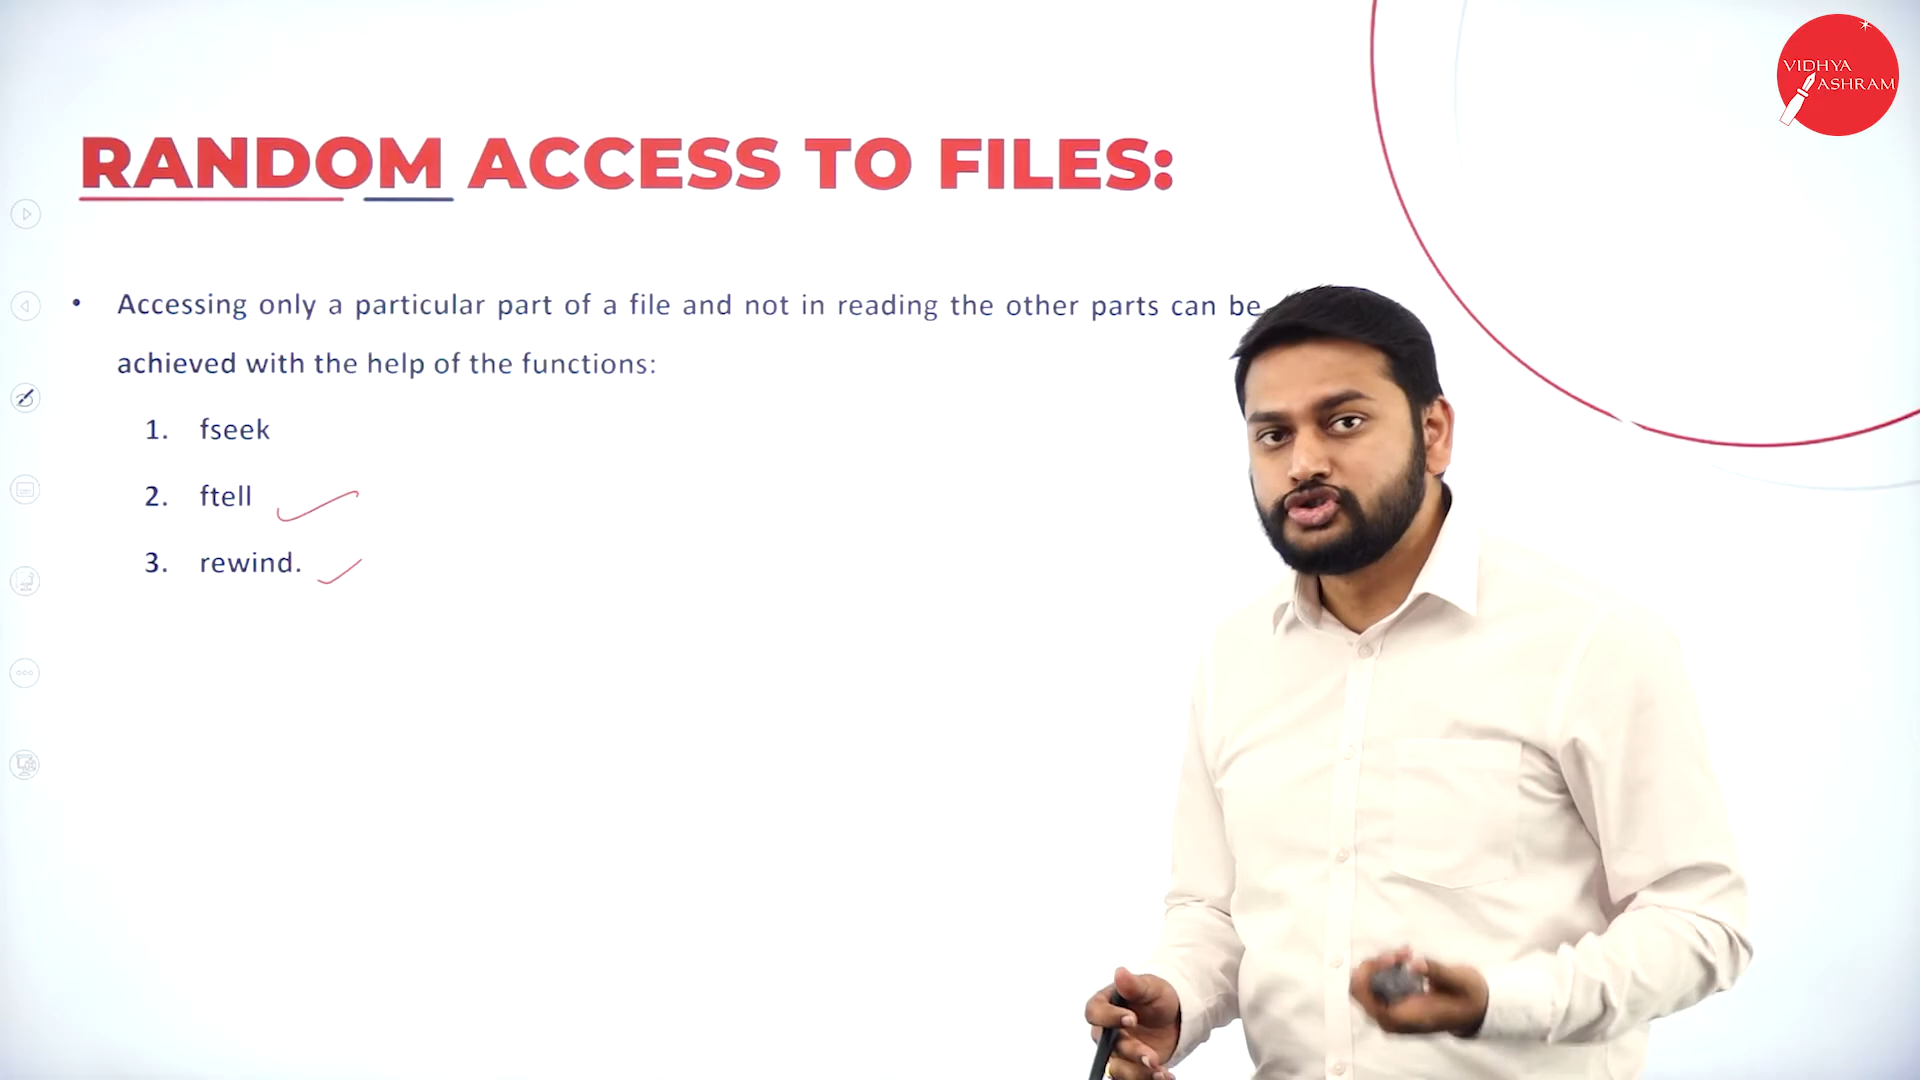 VIDHYA
ASHRAM
RANDOM ACCESS TO FILES:
• Accessing only a particular part of a file and not in reading the other parts can be
achieved with the help of the functions:
1. fseek
2. ftell
3. rewind.